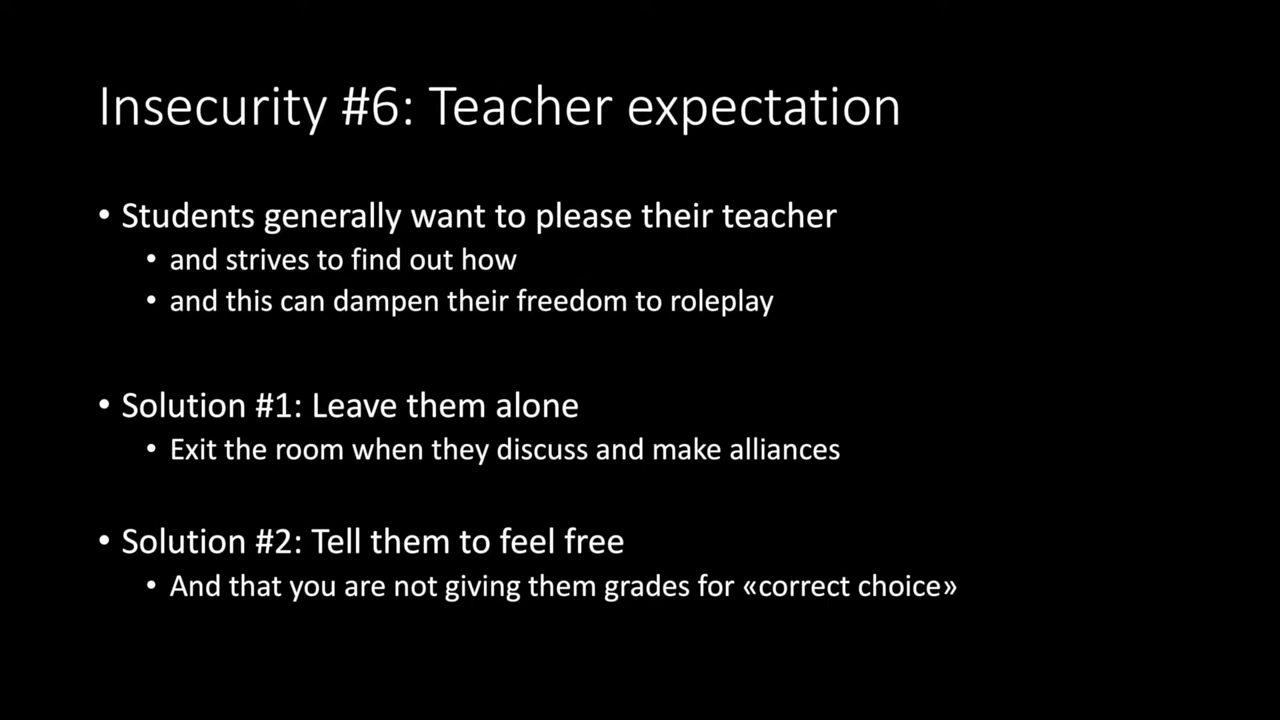 Insecurity #6: Teacher expectation
• Students generally want to please their teacher
• and strives to find out how
• and this can dampen their freedom to roleplay
• Solution #1: Leave them alone
• Exit the room when they discuss and make alliances
• Solution #2: Tell them to feel free
• And that you are not giving them grades for «correct choice»